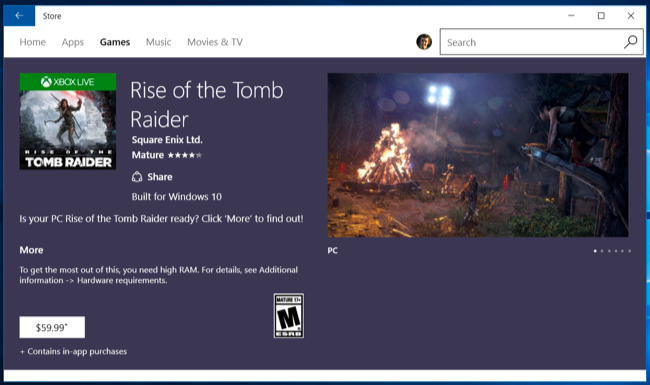 Store
Home Apps Games Music Movies & TV
Search
XBOX LIVE
RISE OF THE
TOMB RAIDER
Rise of the Tomb
Raider
Square Enix Ltd.
Mature
Share
Built for Windows 10
Is your PC Rise of the Tomb Raider ready? Click 'More' to find out!
More
To get the most out of this, you need high RAM. For details, see Additional
information -> Hardware requirements.
$59.99*
+ Contains in-app purchases
MATURE 17+
M
ESRB
PC